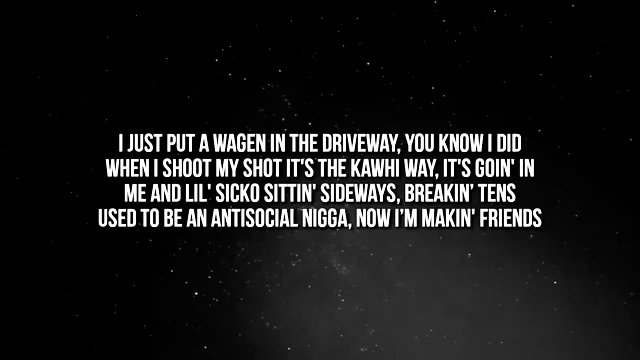 I JUST PUT A WAGEN IN THE DRIVEWAY, YOU KNOW I DID
WHEN I SHOOT MY SHOT IT'S THE KAWHI WAY, IT'S GOIN' IN
ME AND LIL' SICKO SITTIN' SIDEWAYS, BREAKIN’ TENS
USED TO BE AN ANTISOCIAL NIGGA, NOW I’M MAKIN' FRIENDS